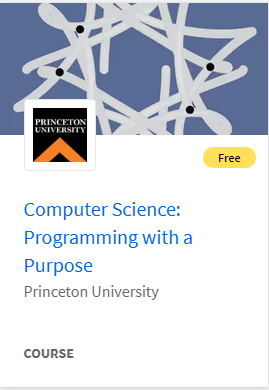 PRINCETON
UNIVERSITY
Free
Computer Science:
Programming with a
Purpose
Princeton University
COURSE